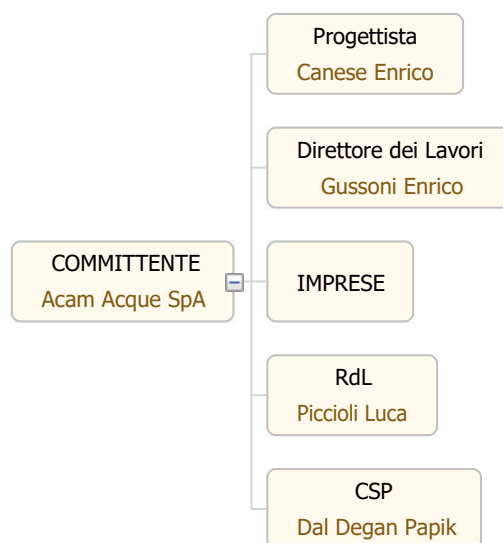 Progettista
Canese Enrico
Direttore dei Lavori
Gussoni Enrico
COMMITTENTE
Acam Acque SpA
IMPRESE
RdL
Piccioli Luca
CSP
Dal Degan Papik